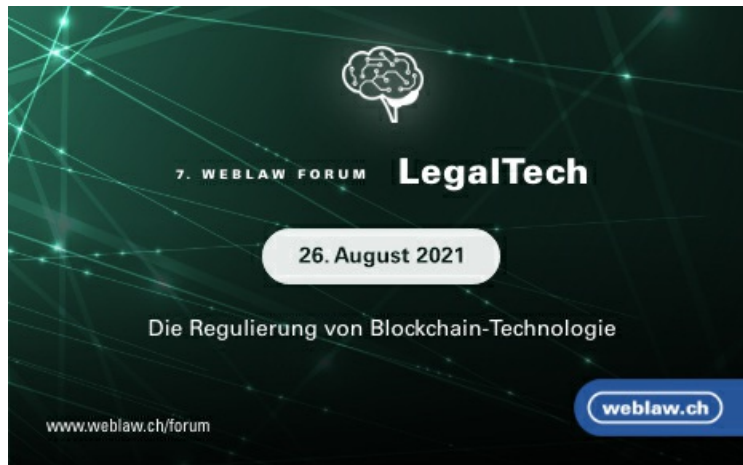 7. WEBLAW FORUM LegalTech
26. August 2021
Die Regulierung von Blockchain-Technologie
weblaw.ch
www.weblaw.ch/forum